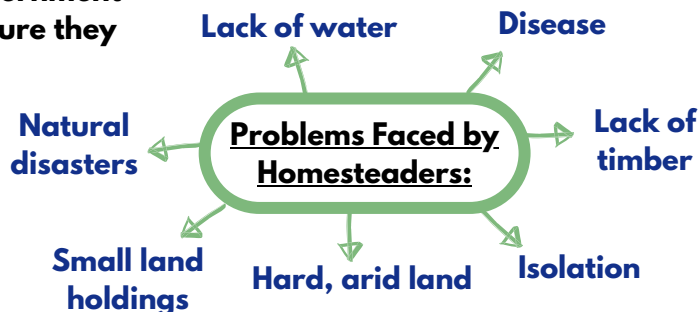 ure they
Lack of water
Disease
Natural
disasters
Problems Faced by
Homesteaders:
Lack of
timber
Small land
holdings
Hard, arid land
Isolation